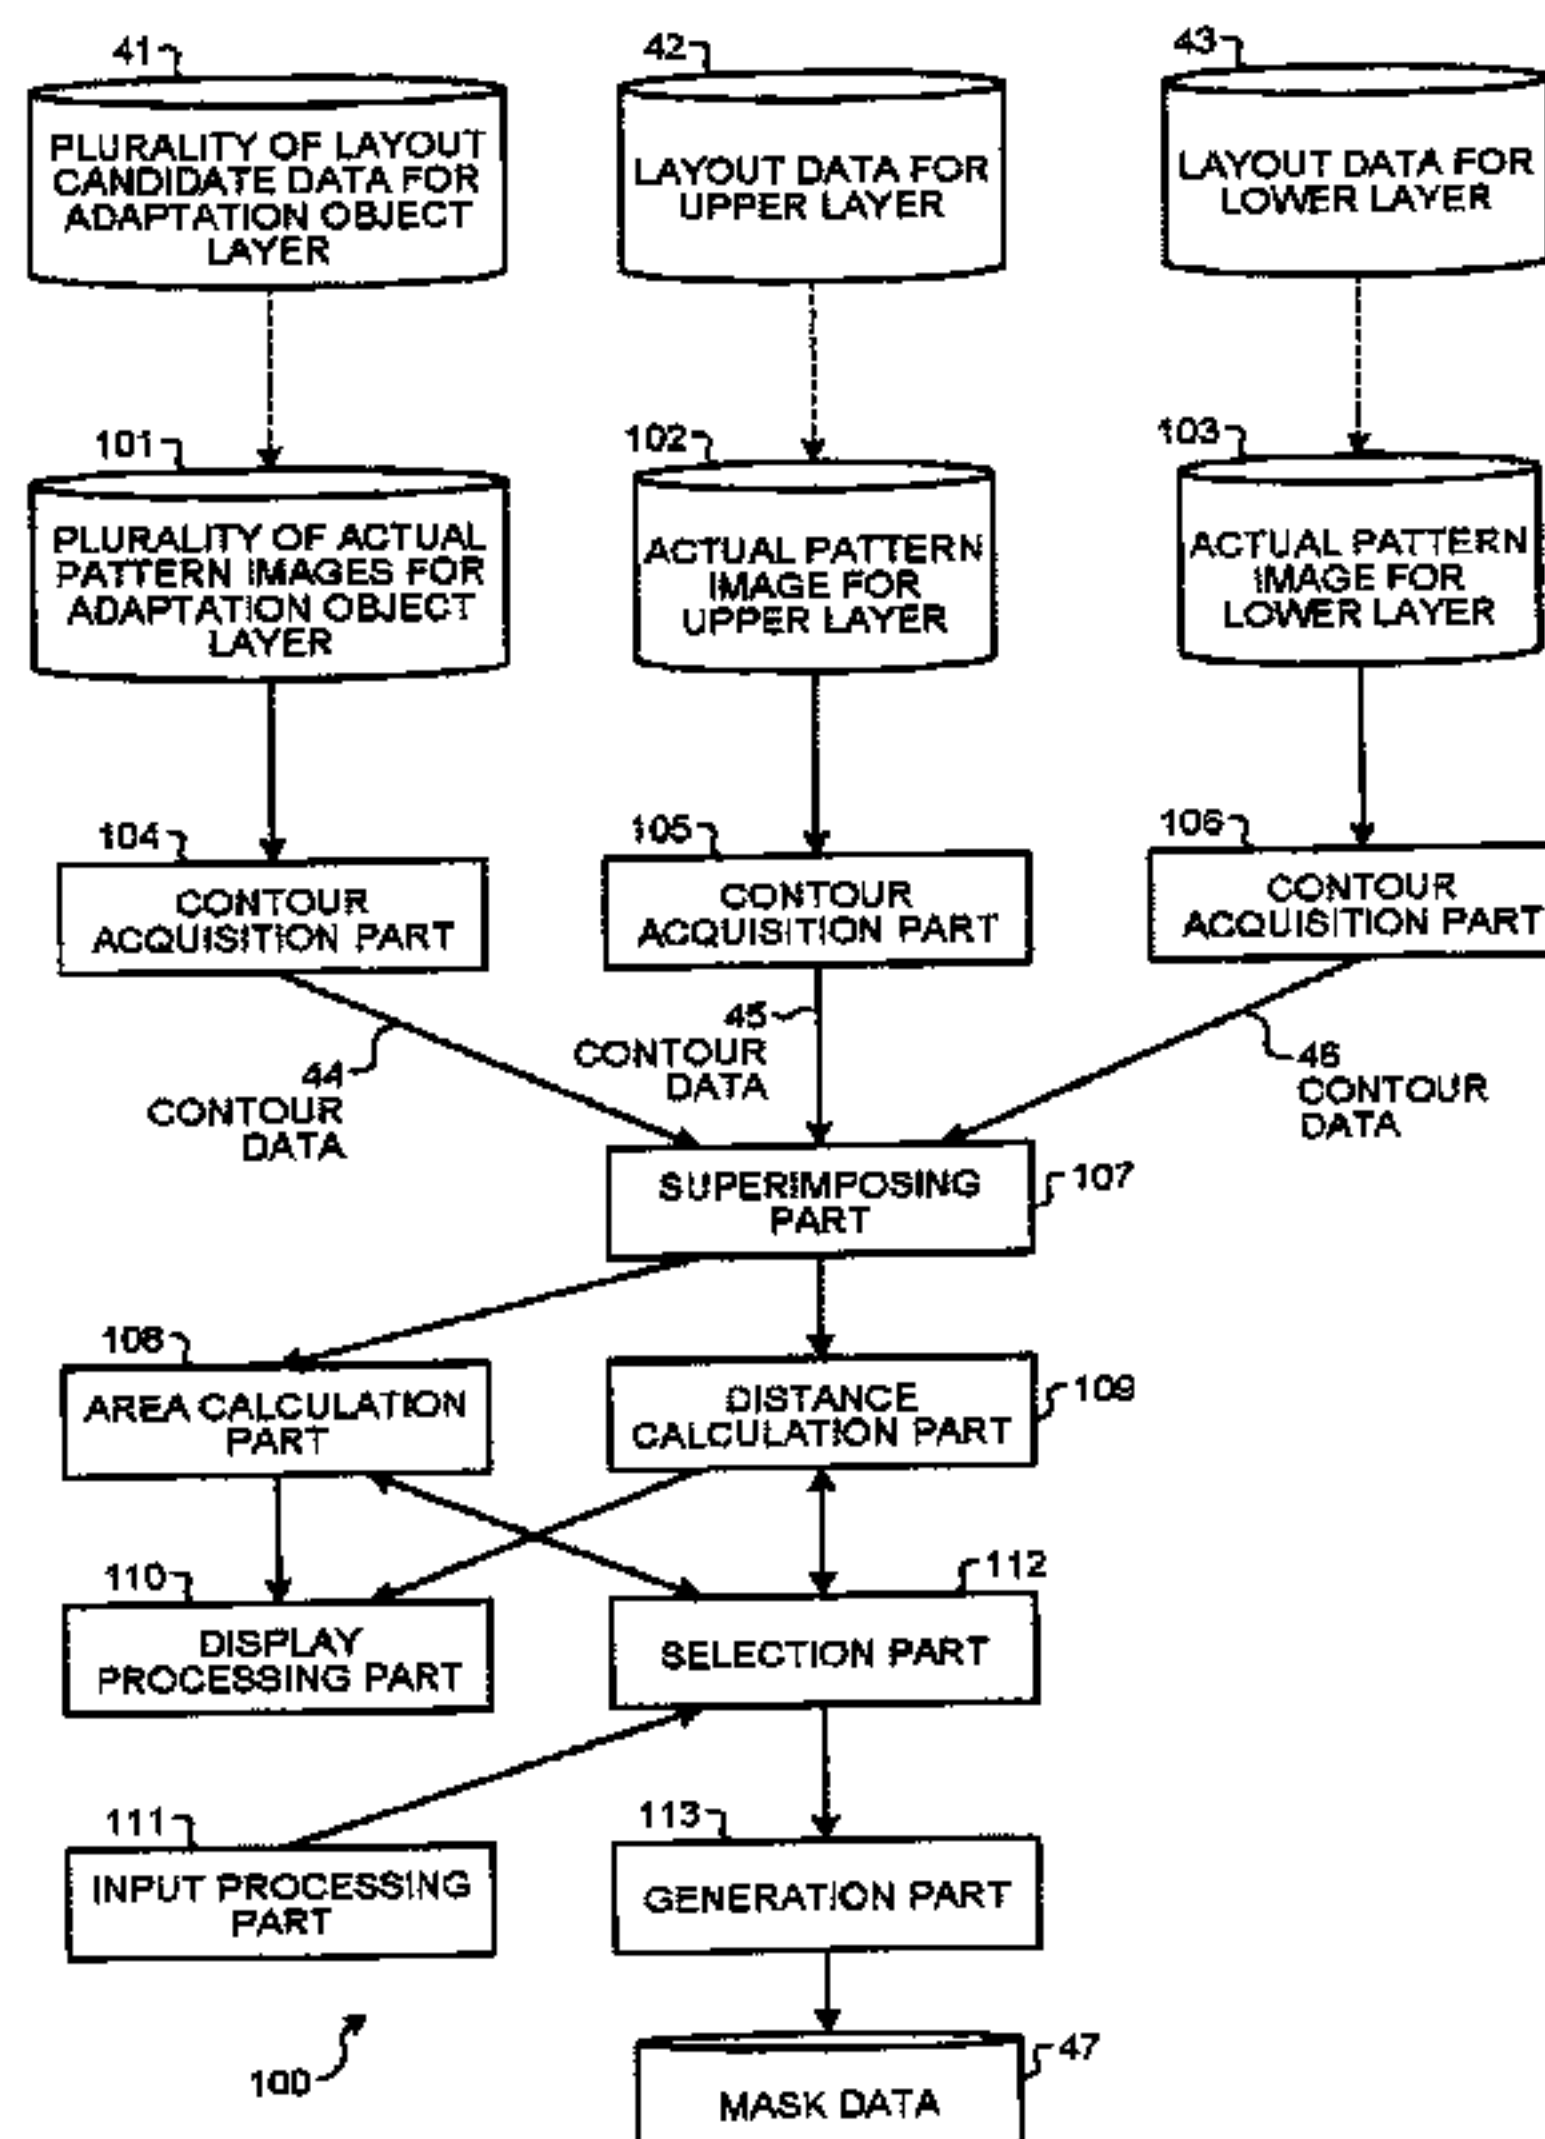 41
PLURALITY OF LAYOUT
CANDIDATE DATA FOR
ADAPTATION OBJECT
LAYER
42
LAYOUT DATA FOR
UPPER LAYER
43
LAYOUT DATA FOR
LOWER LAYER
101
PLURALITY OF ACTUAL
PATTERN IMAGES FOR
ADAPTATION OBJECT
LAYER
102
ACTUAL PATTERN
IMAGE FOR
UPPER LAYER
103
ACTUAL PATTERN
IMAGE FOR
LOWER LAYER
104
CONTOUR
ACQUISITION PART
105
CONTOUR
ACQUISITION PART
106
CONTOUR
ACQUISITION PART
44
CONTOUR
DATA
45
CONTOUR
DATA
46
CONTOUR
DATA
SUPERIMPOSING
PART
107
108
AREA CALCULATION
PART
DISTANCE
CALCULATION PART
109
110
DISPLAY
PROCESSING PART
112
SELECTION PART
111
INPUT PROCESSING
PART
113
GENERATION PART
100
47
MASK DATA